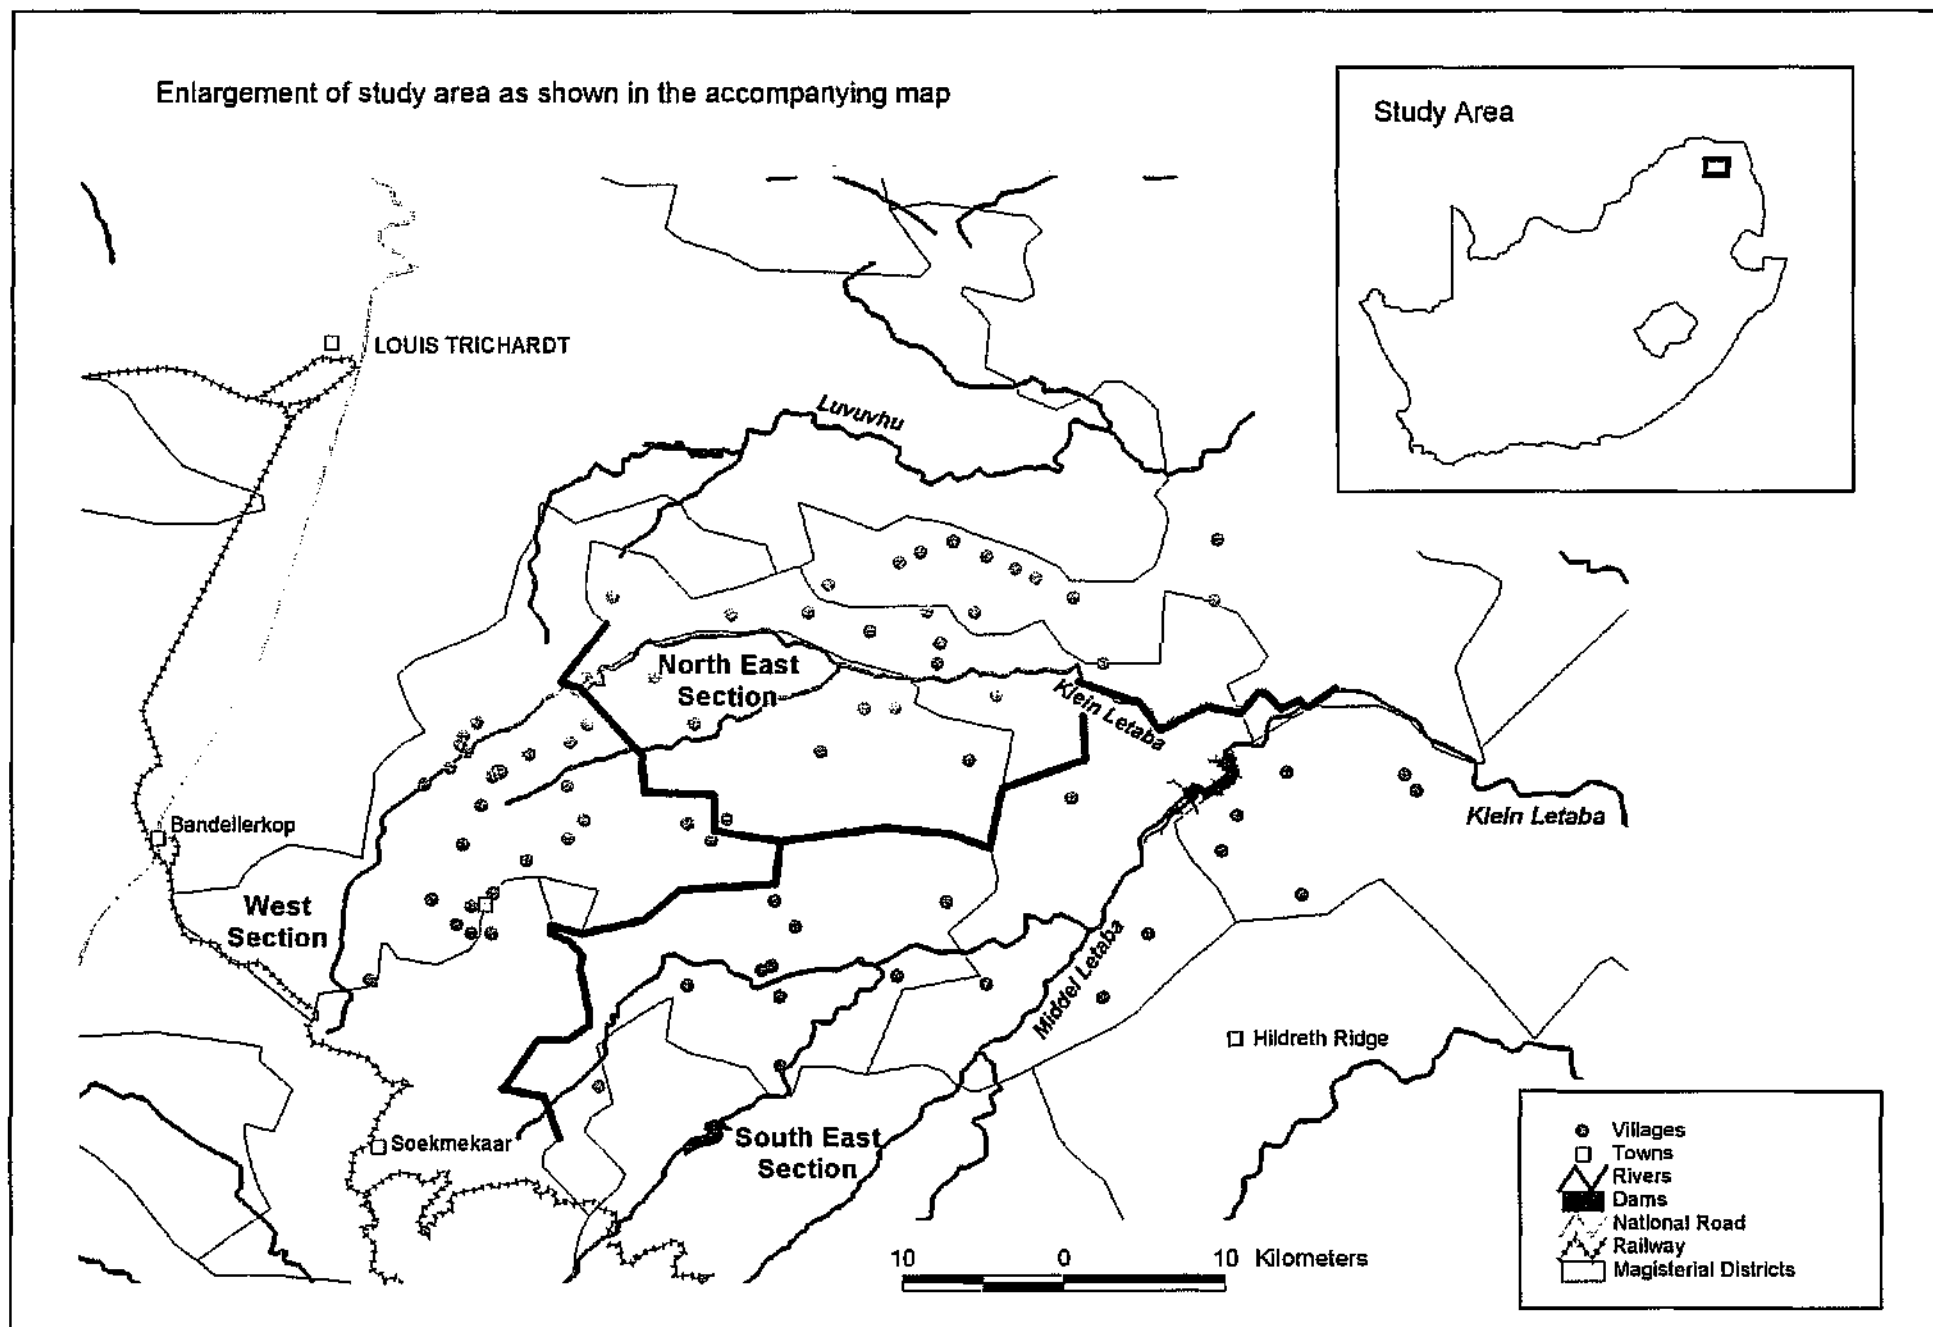 Enlargement of study area as shown in the accompanying map
Study Area
LOUIS TRICHARDT
Luvuvhu
North East
Section
Klein Letaba
Bandelierkop
Klein Letaba
West
Section
Middel Letaba
Hildreth Ridge
Soekmekaar
South East
Section
10 0 10 Kilometers
Villages
Towns
Rivers
Dams
National Road
Railway
Magisterial Districts